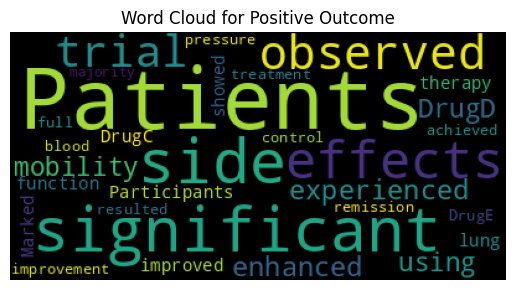 Word Cloud for Positive Outcome
trial pressure observed
majority showed treatment therapy
Patients
full DrugC control DrugD
blood achieved
mobility side effects
function Participants experienced
Marked resulted remission DrugE
significant lung
improvement improved enhanced using